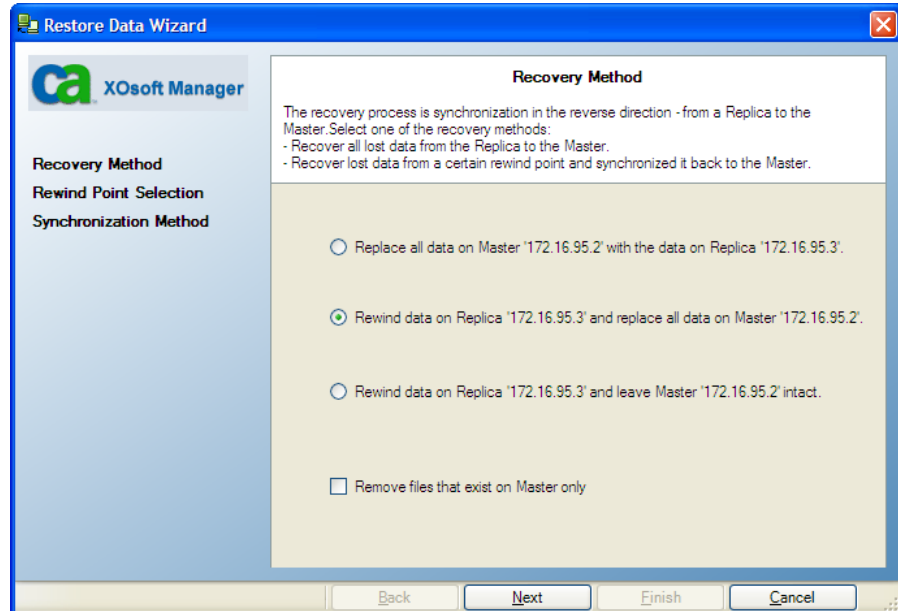 Restore Data Wizard
ca XOsoft Manager
Recovery Method
Rewind Point Selection
Synchronization Method
Recovery Method
The recovery process is synchronization in the reverse direction - from a Replica to the
Master.Select one of the recovery methods:
- Recover all lost data from the Replica to the Master.
- Recover lost data from a certain rewind point and synchronized it back to the Master.
Replace all data on Master '172.16.95.2' with the data on Replica '172.16.95.3'.
Rewind data on Replica '172.16.95.3' and replace all data on Master '172.16.95.2'.
Rewind data on Replica '172.16.95.3' and leave Master '172.16.95.2' intact.
Remove files that exist on Master only
Back
Next
Finish
Cancel